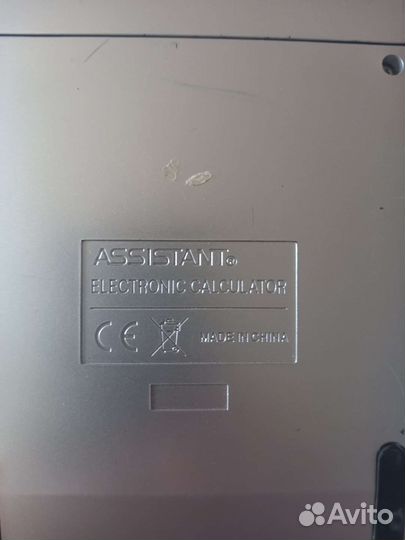 ASSISTANT®
ELECTRONIC CALCULATOR
CE MADE IN CHINA
Avito